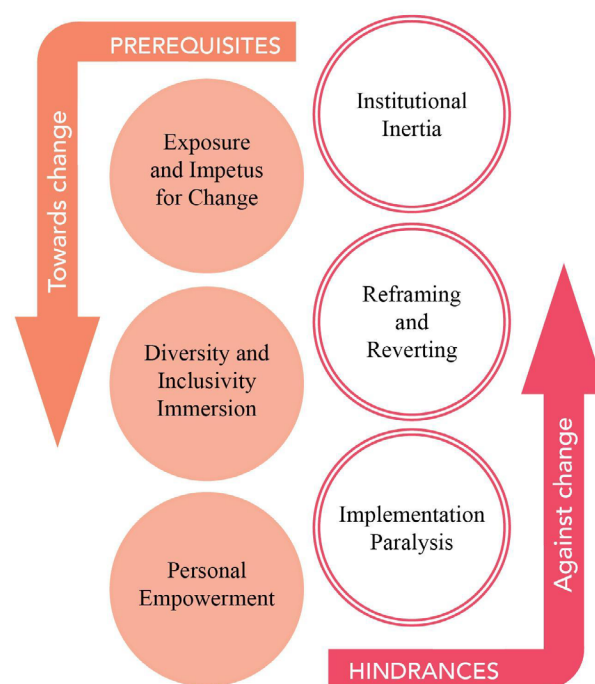 PREREQUISITES
Towards change
Exposure
and Impetus
for Change
Diversity and
Inclusivity
Immersion
Personal
Empowerment
Institutional
Inertia
Reframing
and
Reverting
Implementation
Paralysis
Against change
HINDRANCES